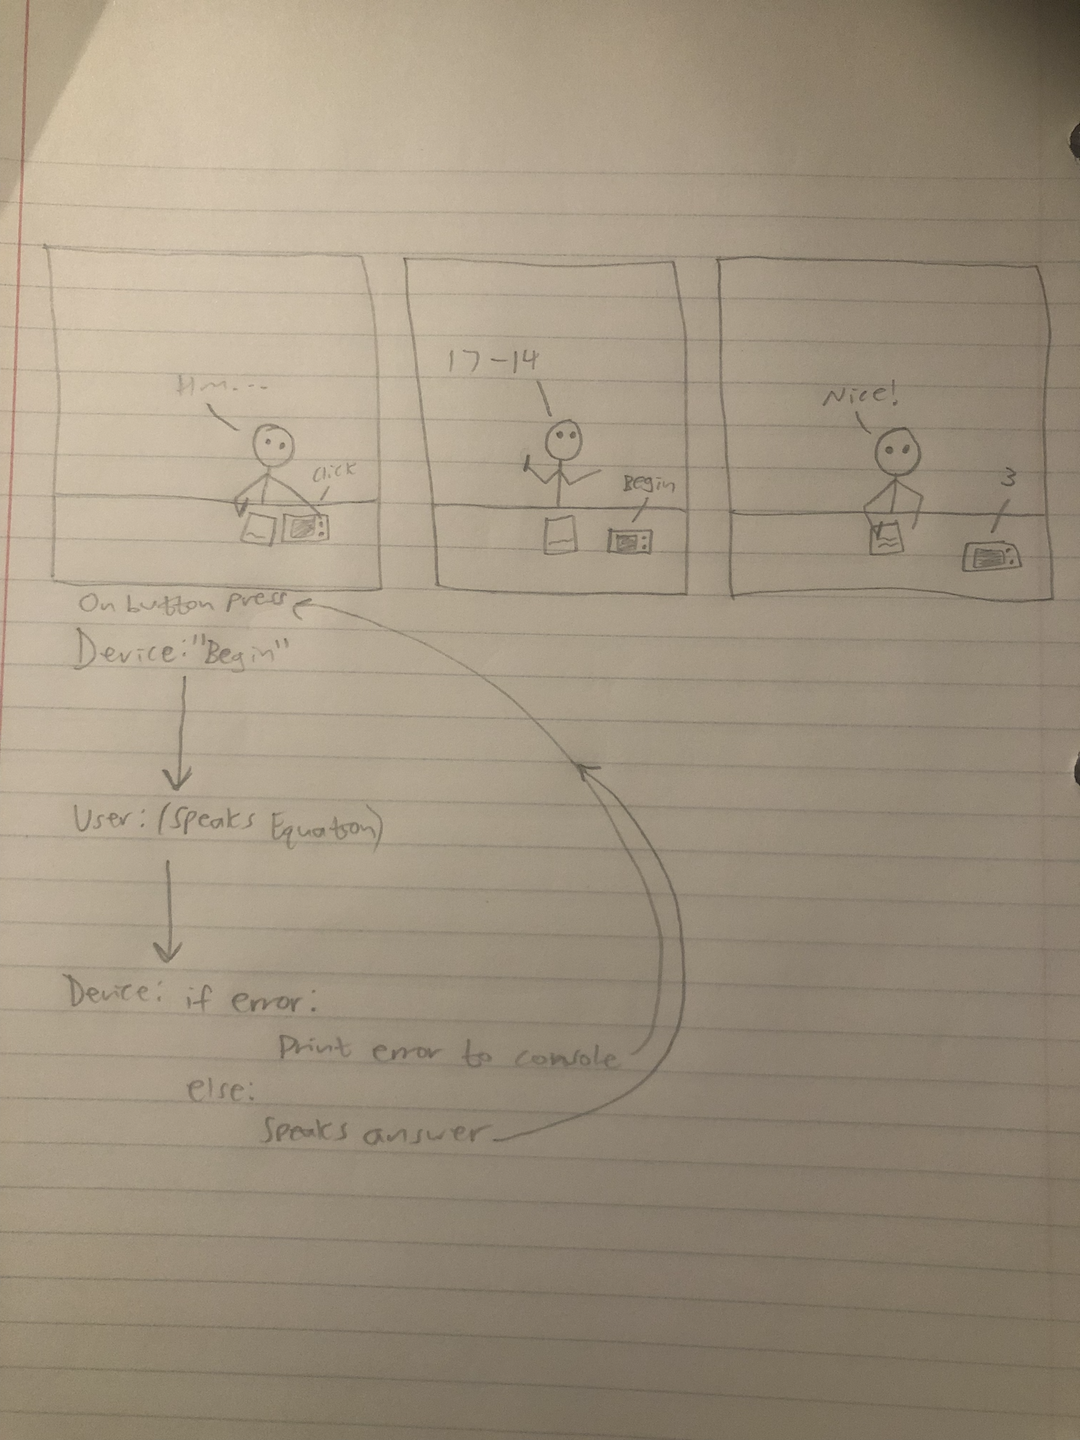 Hm...
click
17-14
Begin
Nice!
3
On button press
Device: "Begin"
User: (Speaks Equation)
Device: if error:
Print error to console
else:
Speaks answer